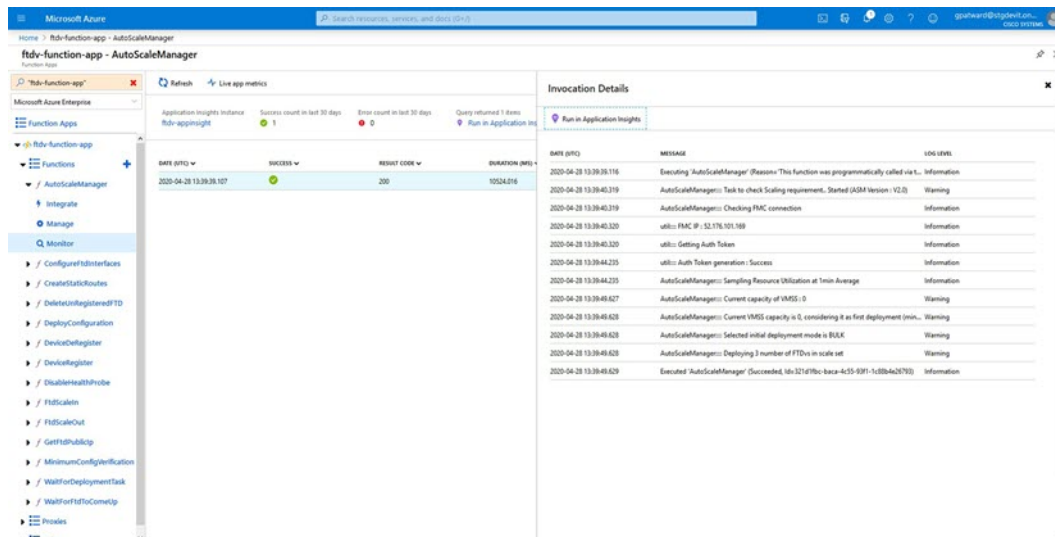 Microsoft Azure
Search resources, services, and docs (G+/)
gpatward@stgdevit.on...
CISCO SYSTEMS
Home > ftdv-function-app - AutoScaleManager
ftdv-function-app - AutoScaleManager
Function Apps
"ftdv-function-app"
Microsoft Azure Enterprise
Function Apps
ftdv-function-app
Functions
AutoScaleManager
Integrate
Manage
Monitor
ConfigureFtdInterfaces
CreateStaticRoutes
DeleteUnRegisteredFTD
DeployConfiguration
DeviceDeRegister
DeviceRegister
DisableHealthProbe
FtdScaleIn
FtdScaleOut
GetFtdPublicIp
MinimumConfigVerification
WaitForDeploymentTask
WaitForFtdToComeUp
Proxies
Refresh Live app metrics
Application Insights Instance Success count in last 30 days Error count in last 30 days Query returned 1 items
ftdv-appinsight 1 0 Run in Application Ins
DATE (UTC) SUCCESS RESULT CODE DURATION (MS)
2020-04-28 13:39:39.107 200 10524.016
Invocation Details
Run in Application Insights
DATE (UTC) MESSAGE LOG LEVEL
2020-04-28 13:39:39.116 Executing 'AutoScaleManager' (Reason='This function was programmatically called via t... Information
2020-04-28 13:39:40.319 AutoScaleManager::: Task to check Scaling requirement.. Started (ASM Version : V2.0) Warning
2020-04-28 13:39:40.319 AutoScaleManager::: Checking FMC connection Information
2020-04-28 13:39:40.320 util::: FMC IP : 52.176.101.169 Information
2020-04-28 13:39:40.320 util::: Getting Auth Token Information
2020-04-28 13:39:44.235 util::: Auth Token generation : Success Information
2020-04-28 13:39:44.235 AutoScaleManager::: Sampling Resource Utilization at 1min Average Information
2020-04-28 13:39:49.627 AutoScaleManager::: Current capacity of VMSS : 0 Warning
2020-04-28 13:39:49.628 AutoScaleManager::: Current VMSS capacity is 0, considering it as first deployment (min... Warning
2020-04-28 13:39:49.628 AutoScaleManager::: Selected initial deployment mode is BULK Warning
2020-04-28 13:39:49.628 AutoScaleManager::: Deploying 3 number of FTDvs in scale set Warning
2020-04-28 13:39:49.629 Executed 'AutoScaleManager' (Succeeded, Id=321d1fbc-baca-4c55-93f1-1c88b4e26793) Information